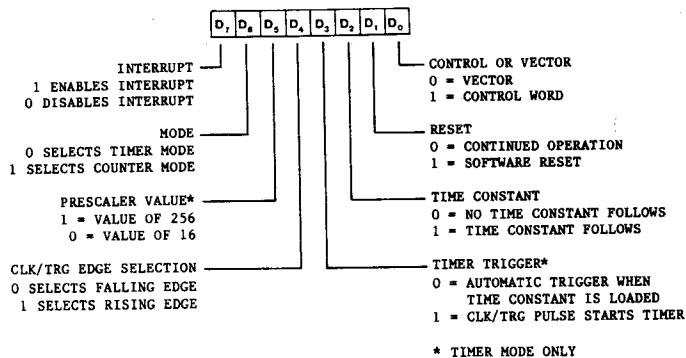 D7 D6 D5 D4 D3 D2 D1 D0
INTERRUPT
1 ENABLES INTERRUPT
0 DISABLES INTERRUPT
MODE
0 SELECTS TIMER MODE
1 SELECTS COUNTER MODE
PRESCALER VALUE*
1 = VALUE OF 256
0 = VALUE OF 16
CLK/TRG EDGE SELECTION
0 SELECTS FALLING EDGE
1 SELECTS RISING EDGE
CONTROL OR VECTOR
0 = VECTOR
1 = CONTROL WORD
RESET
0 = CONTINUED OPERATION
1 = SOFTWARE RESET
TIME CONSTANT
0 = NO TIME CONSTANT FOLLOWS
1 = TIME CONSTANT FOLLOWS
TIMER TRIGGER*
0 = AUTOMATIC TRIGGER WHEN
TIME CONSTANT IS LOADED
1 = CLK/TRG PULSE STARTS TIMER
* TIMER MODE ONLY